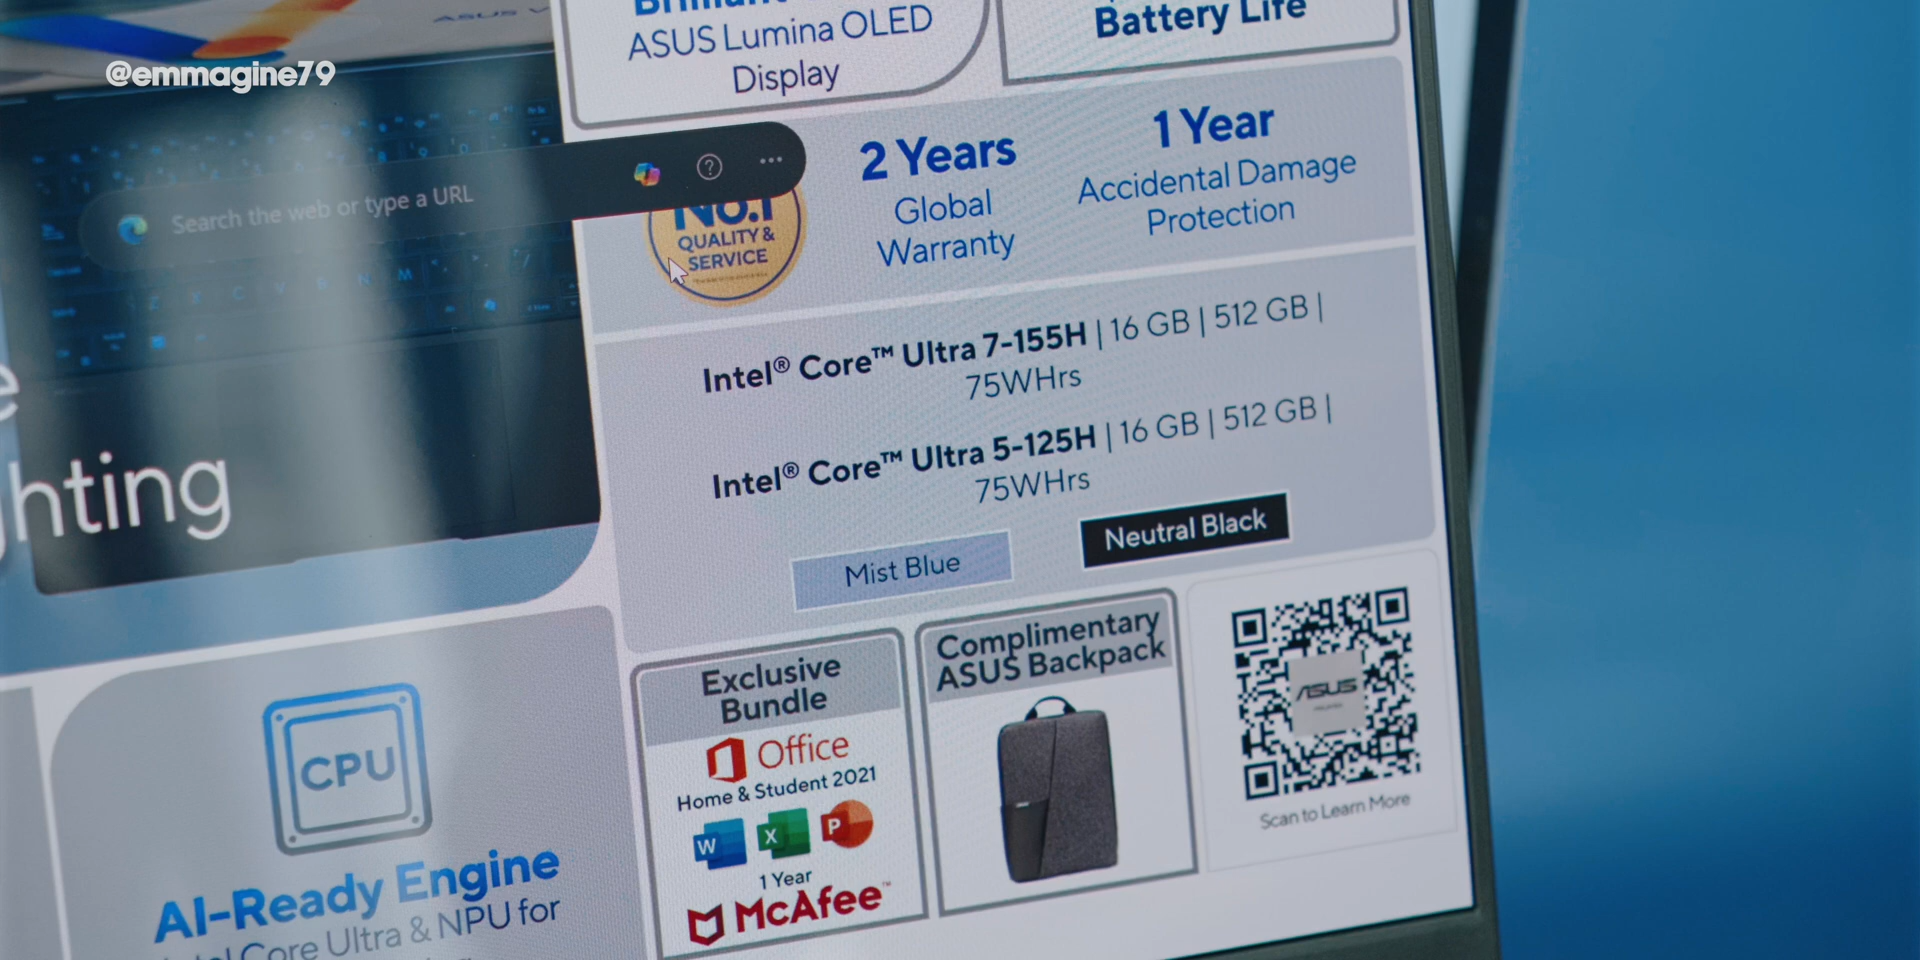 @emmagine79
ASUS Lumina OLED
Display
Battery Life
Search the web or type a URL
No.1
QUALITY &
SERVICE
2 Years
Global
Warranty
1 Year
Accidental Damage
Protection
Intel® Core™ Ultra 7-155H | 16 GB | 512 GB |
75WHrs
Intel® Core™ Ultra 5-125H | 16 GB | 512 GB |
75WHrs
Mist Blue
Neutral Black
hting
CPU
AI-Ready Engine
Core Ultra & NPU for
Exclusive
Bundle
Office
Home & Student 2021
W
X
P
1 Year
McAfee™
Complimentary
ASUS Backpack
ASUS
Scan to Learn More